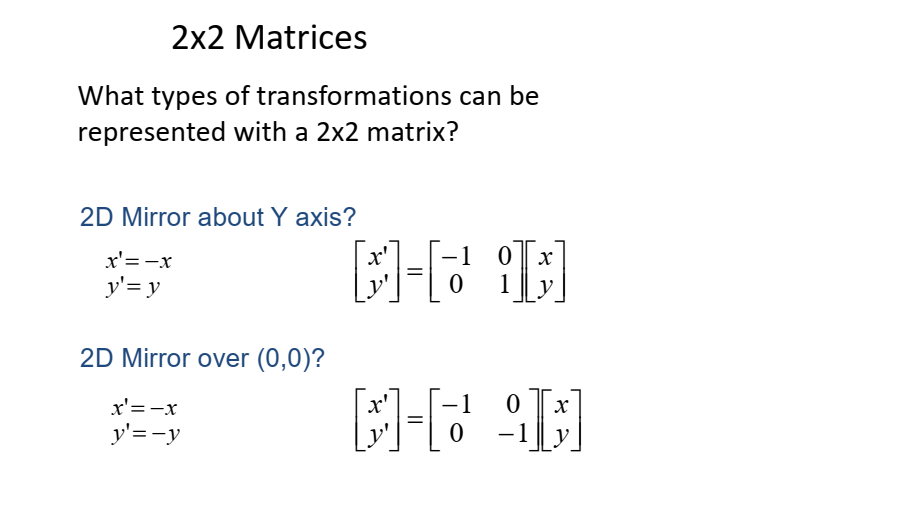 2x2 Matrices
What types of transformations can be
represented with a 2x2 matrix?
2D Mirror about Y axis?
x'= −x
y'= y
[x' y'] = [−1 0 0 1][x y]
2D Mirror over (0,0)?
x'= −x
y'= −y
[x' y'] = [−1 0 0 −1][x y]